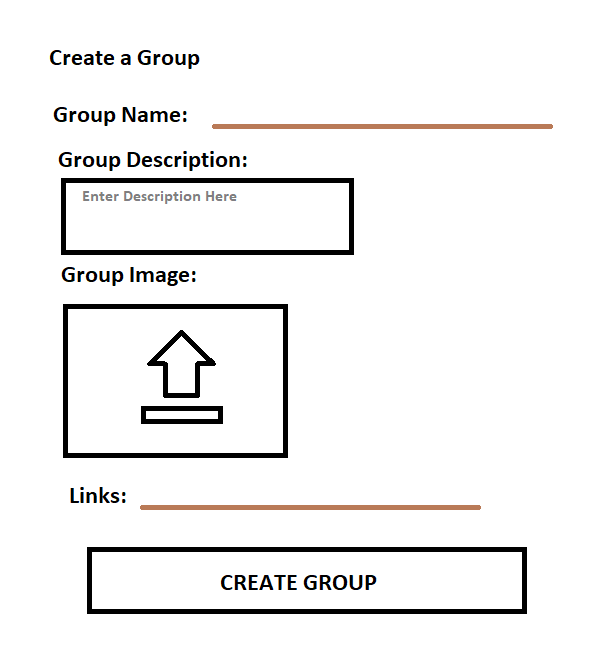 Create a Group
Group Name:
Group Description:
Enter Description Here
Group Image:
Links:
CREATE GROUP